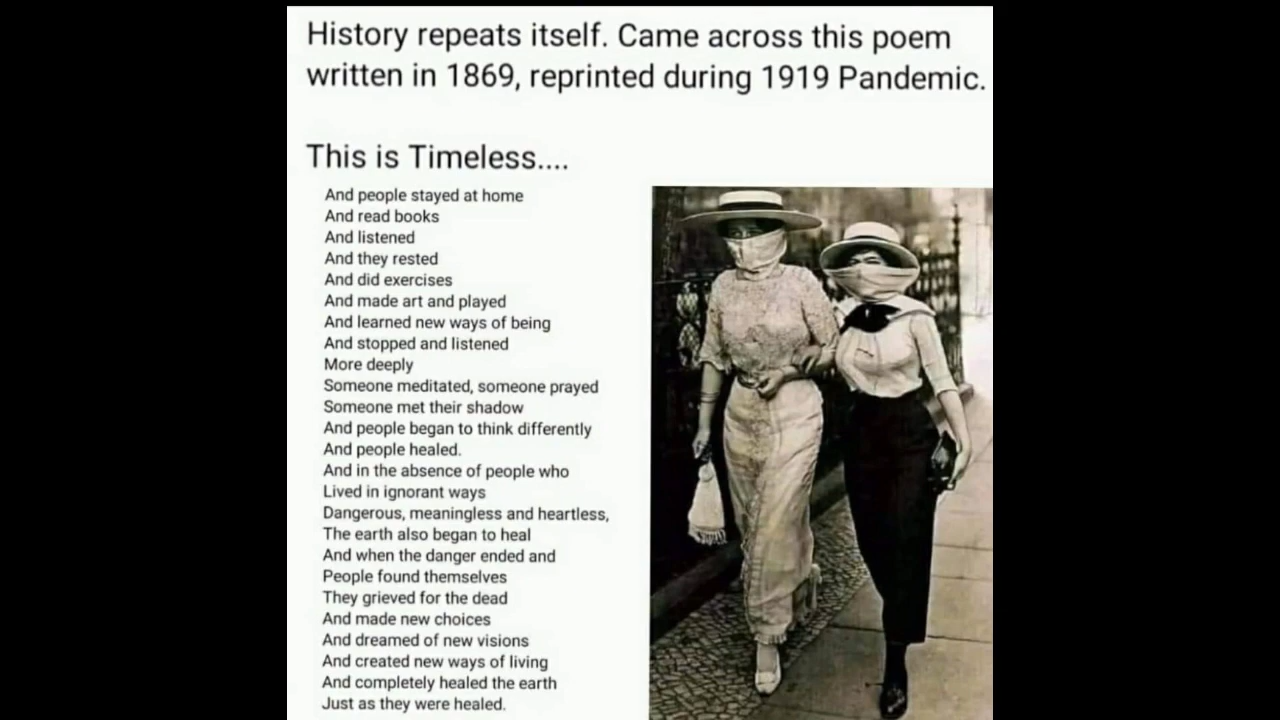 History repeats itself. Came across this poem
written in 1869, reprinted during 1919 Pandemic.
This is Timeless....
And people stayed at home
And read books
And listened
And they rested
And did exercises
And made art and played
And learned new ways of being
And stopped and listened
More deeply
Someone meditated, someone prayed
Someone met their shadow
And people began to think differently
And people healed.
And in the absence of people who
Lived in ignorant ways
Dangerous, meaningless and heartless,
The earth also began to heal
And when the danger ended and
People found themselves
They grieved for the dead
And made new choices
And dreamed of new visions
And created new ways of living
And completely healed the earth
Just as they were healed.